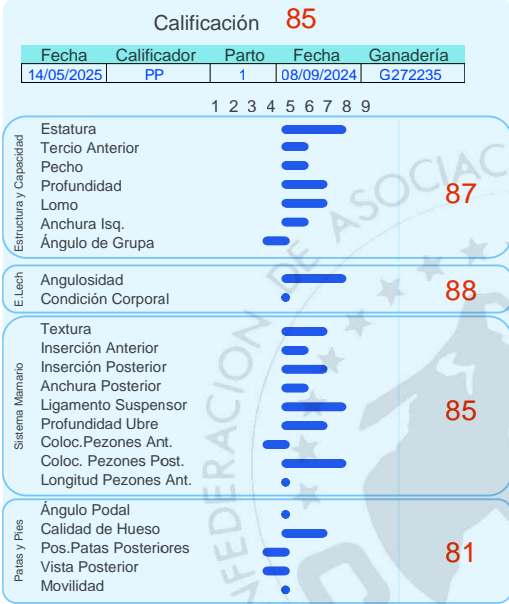 Calificación 85
Fecha Calificador Parto Fecha Ganadería
14/05/2025 PP 1 08/09/2024 G272235
1 2 3 4 5 6 7 8 9
Estructura y Capacidad
Estatura
Tercio Anterior
Pecho
Profundidad
Lomo
Anchura Isq.
Ángulo de Grupa
87
E.Lech
Angulosidad
Condición Corporal
88
Sistema Mamario
Textura
Inserción Anterior
Inserción Posterior
Anchura Posterior
Ligamento Suspensor
Profundidad Ubre
Coloc.Pezones Ant.
Coloc. Pezones Post.
Longitud Pezones Ant.
85
Patas y Pies
Ángulo Podal
Calidad de Hueso
Pos.Patas Posteriores
Vista Posterior
Movilidad
81
NFEDERACION DE ASOCIAC